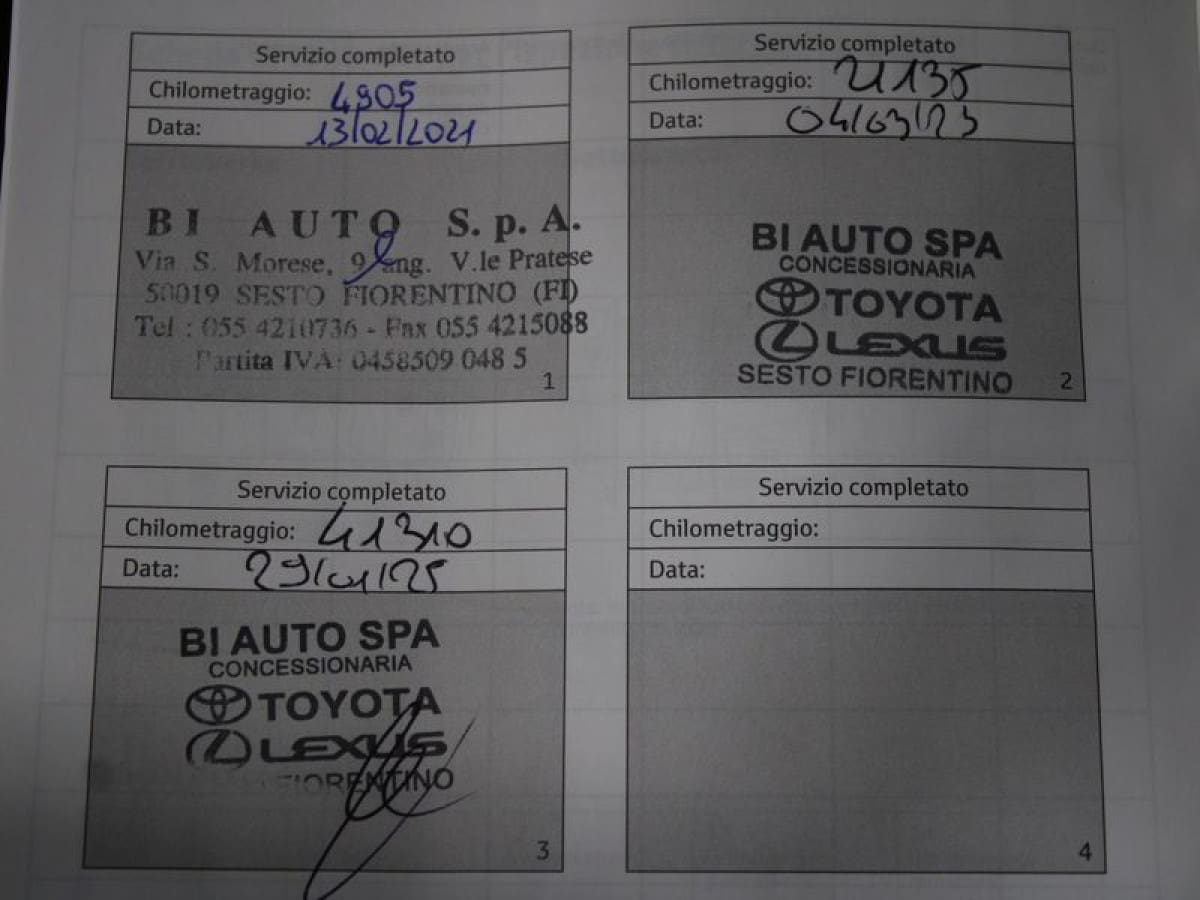 Servizio completato
Chilometraggio: 4905
Data: 13/02/2021
BI AUTO S.p.A.
Via S. Morese, 9 ang. V.le Pratese
50019 SESTO FIORENTINO (FI)
Tel : 055 4210736 - Fax 055 4215088
Partita IVA: 0458509 048 5
1
Servizio completato
Chilometraggio: 21135
Data: 04/03/23
BI AUTO SPA
CONCESSIONARIA
TOYOTA
LEXUS
SESTO FIORENTINO
2
Servizio completato
Chilometraggio: 41310
Data: 29/01/25
BI AUTO SPA
CONCESSIONARIA
TOYOTA
LEXUS
FIORENTINO
3
Servizio completato
Chilometraggio:
Data:
4